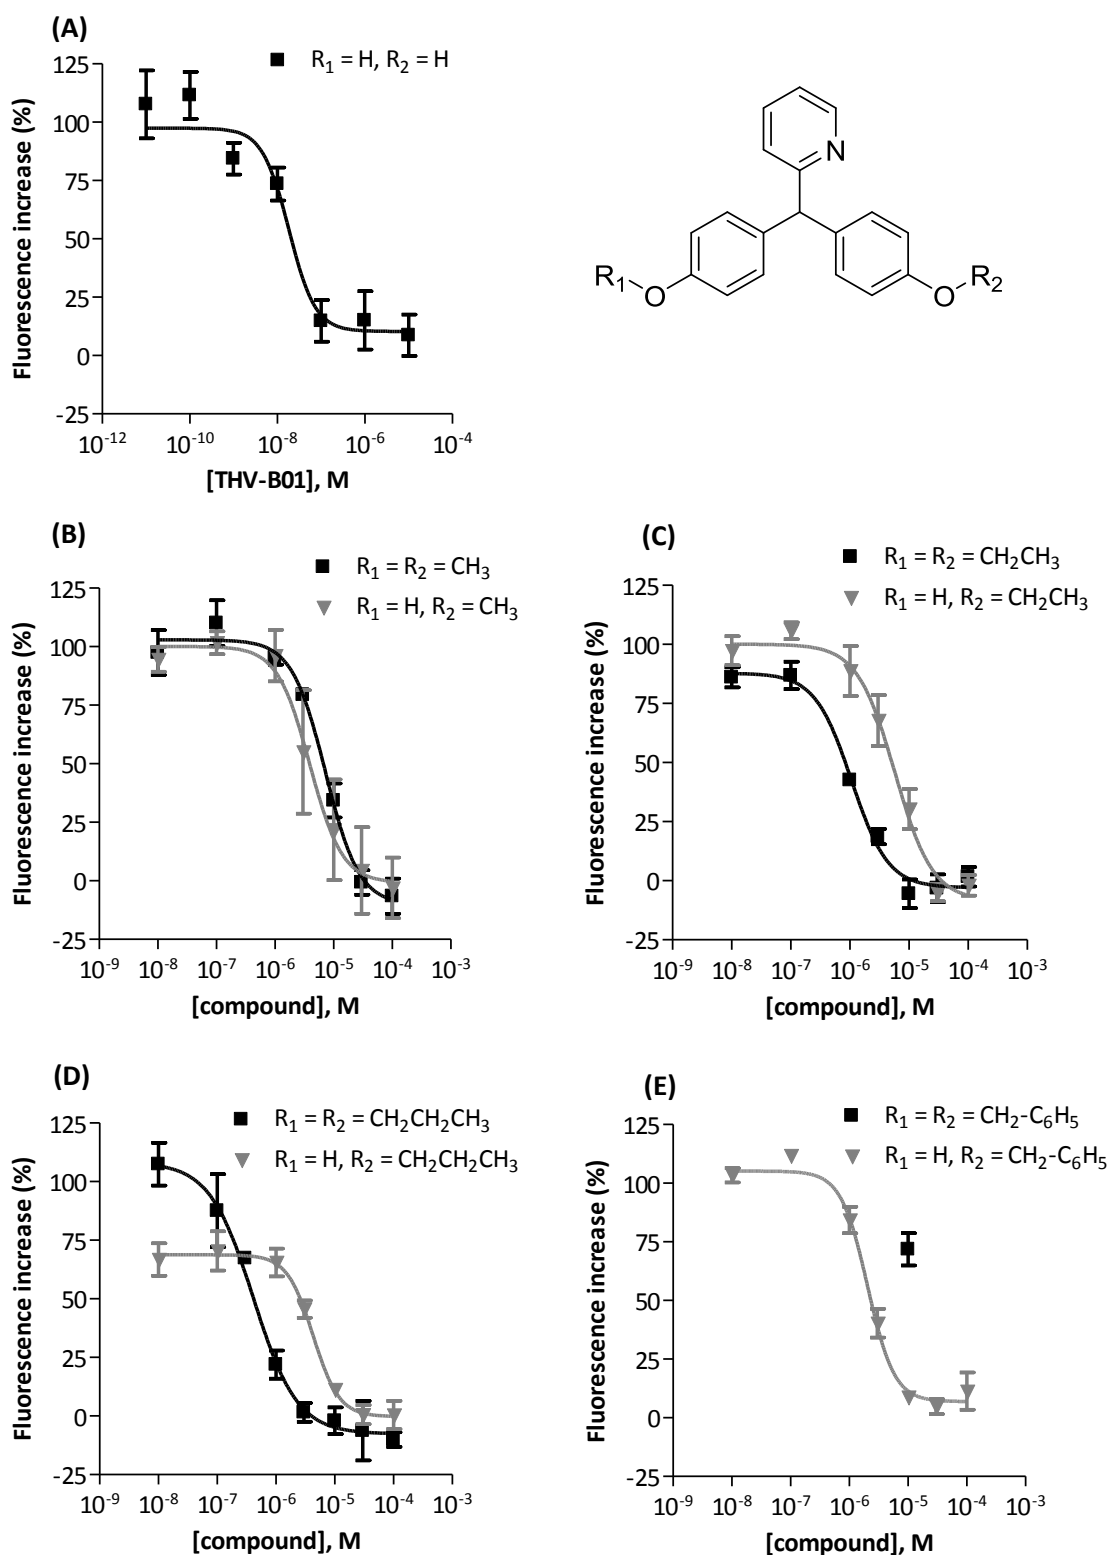 (A)
R₁ = H, R₂ = H
Fluorescence increase (%)
125
100
75
50
25
0
-25
10⁻¹² 10⁻¹⁰ 10⁻⁸ 10⁻⁶ 10⁻⁴
[THV-B01], M
N
R₁ O O R₂
(B)
R₁ = R₂ = CH₃
R₁ = H, R₂ = CH₃
Fluorescence increase (%)
125
100
75
50
25
0
-25
10⁻⁹ 10⁻⁸ 10⁻⁷ 10⁻⁶ 10⁻⁵ 10⁻⁴ 10⁻³
[compound], M
(C)
R₁ = R₂ = CH₂CH₃
R₁ = H, R₂ = CH₂CH₃
Fluorescence increase (%)
125
100
75
50
25
0
-25
10⁻⁹ 10⁻⁸ 10⁻⁷ 10⁻⁶ 10⁻⁵ 10⁻⁴ 10⁻³
[compound], M
(D)
R₁ = R₂ = CH₂CH₂CH₃
R₁ = H, R₂ = CH₂CH₂CH₃
Fluorescence increase (%)
125
100
75
50
25
0
-25
10⁻⁹ 10⁻⁸ 10⁻⁷ 10⁻⁶ 10⁻⁵ 10⁻⁴ 10⁻³
[compound], M
(E)
R₁ = R₂ = CH₂-C₆H₅
R₁ = H, R₂ = CH₂-C₆H₅
Fluorescence increase (%)
125
100
75
50
25
0
-25
10⁻⁹ 10⁻⁸ 10⁻⁷ 10⁻⁶ 10⁻⁵ 10⁻⁴ 10⁻³
[compound], M